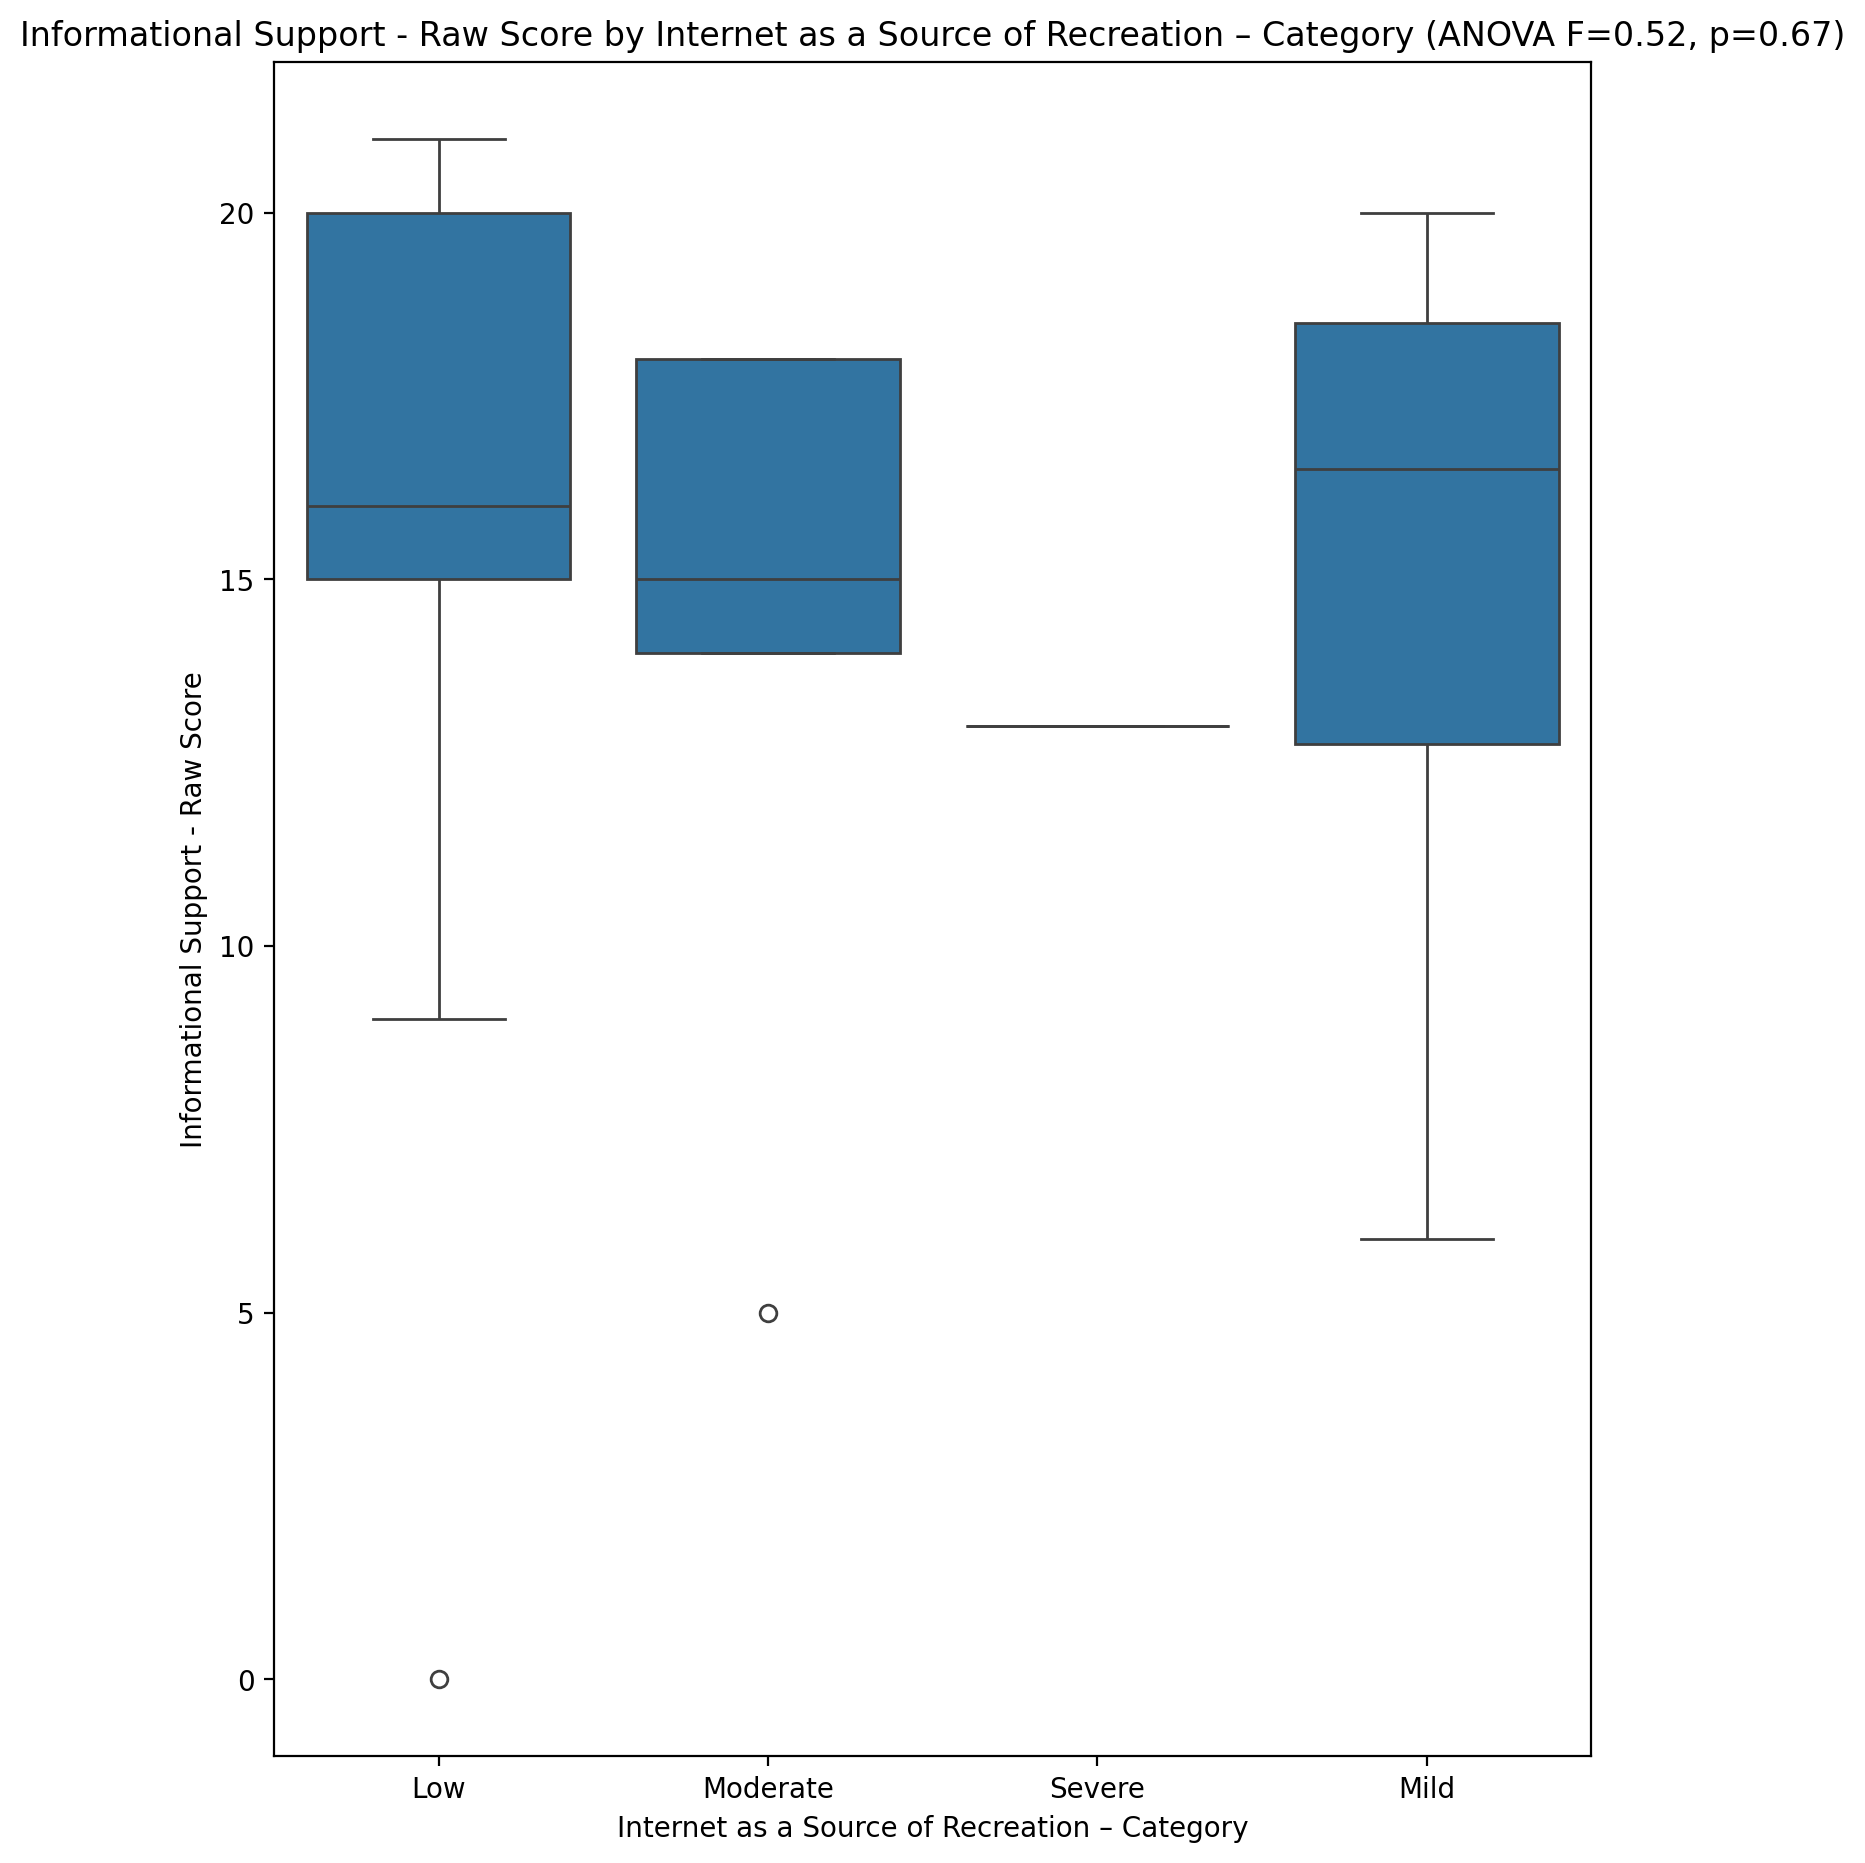 Informational Support - Raw Score by Internet as a Source of Recreation – Category (ANOVA F=0.52, p=0.67)
Informational Support - Raw Score
20
15
10
5
0
Low Moderate Severe Mild
Internet as a Source of Recreation – Category